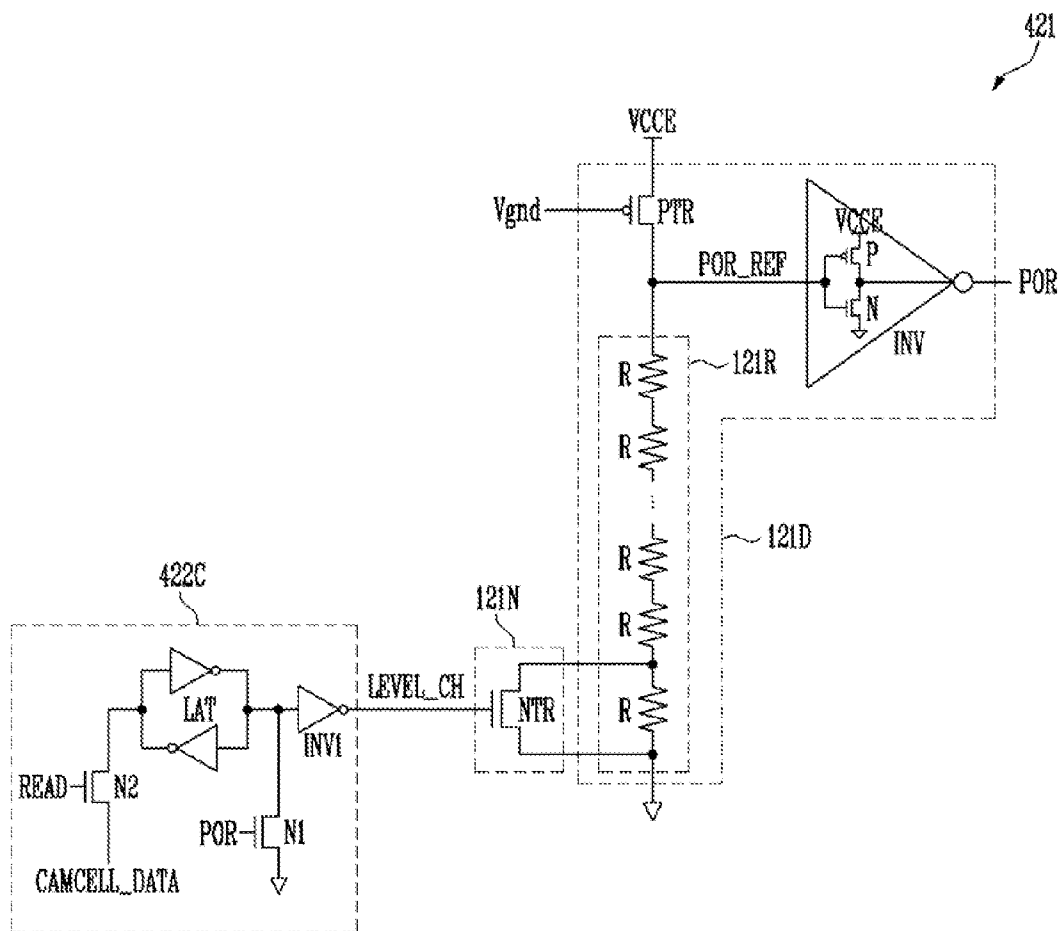 421
VCCE
Vgnd
PTR
VCCE
P
POR_REF
POR
N
INV
R
121R
R
R
121D
422C
R
121N
LEVEL_CH
LAT
NTR
R
INV1
READ
N2
POR
N1
CAMCELL_DATA